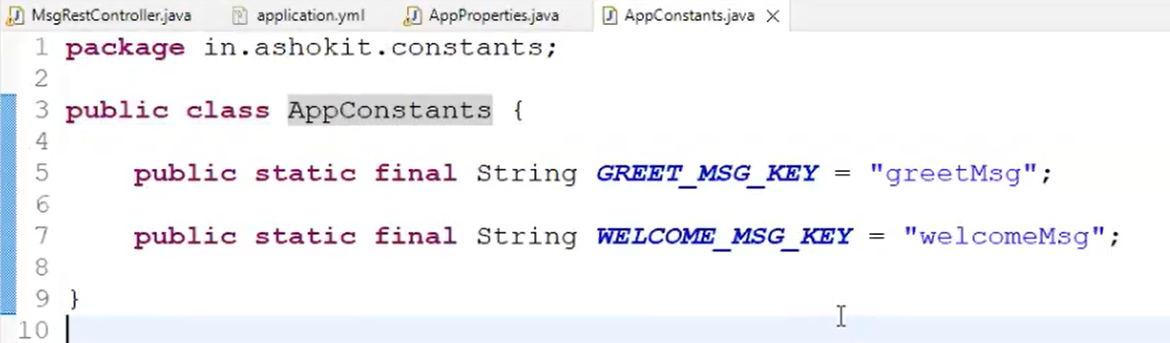 MsgRestController.java application.yml AppProperties.java AppConstants.java
1 package in.ashokit.constants;
2
3 public class AppConstants {
4
5 public static final String GREET_MSG_KEY = "greetMsg";
6
7 public static final String WELCOME_MSG_KEY = "welcomeMsg";
8
9 }
10